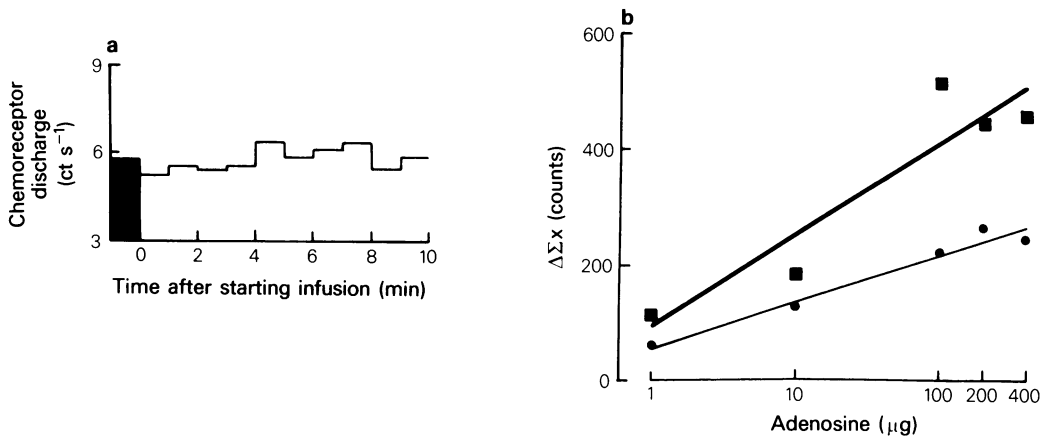 a
9
6
3
Chemoreceptor
discharge
(ct s⁻¹)
0 2 4 6 8 10
Time after starting infusion (min)
b
600
400
200
0
ΔΣx (counts)
1 10 100 200 400
Adenosine (μg)